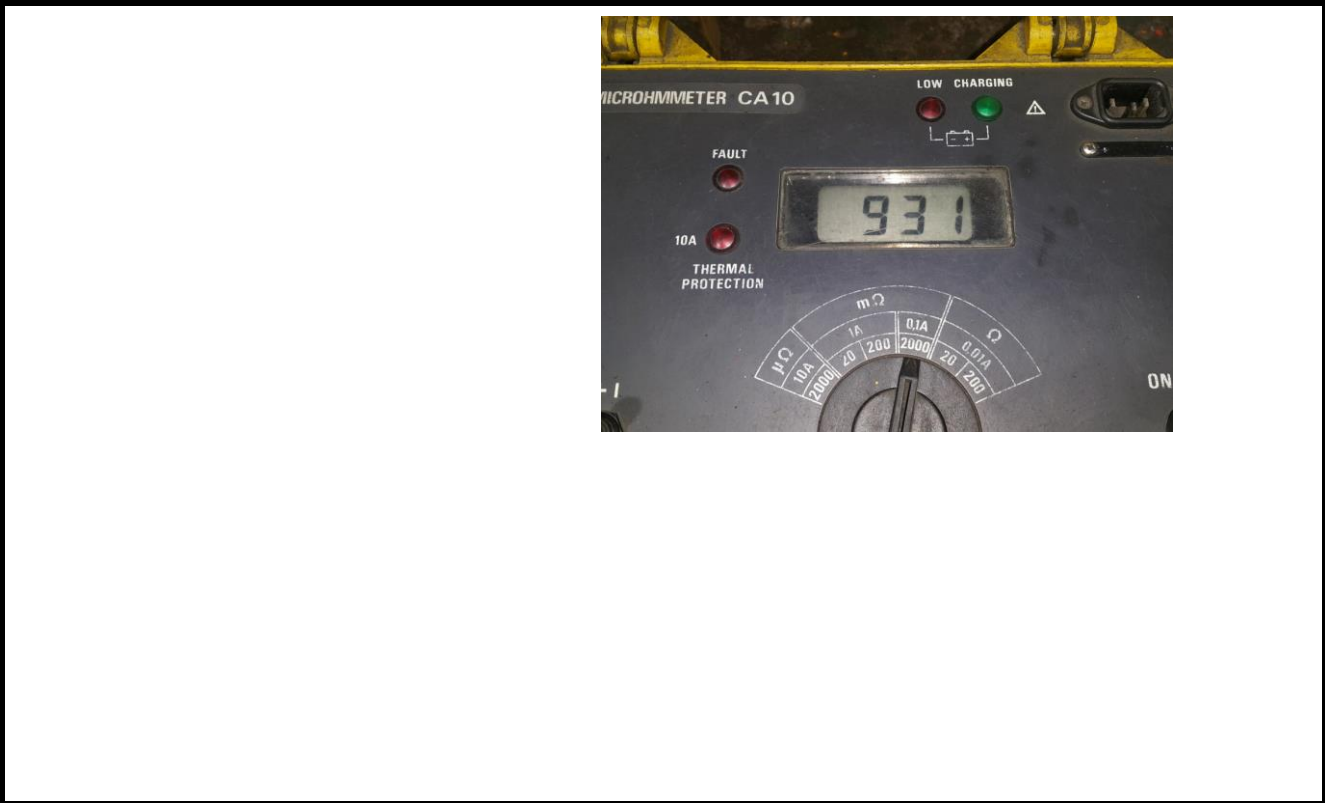 MICROHMMETER CA10
LOW CHARGING
FAULT
931
10A
THERMAL
PROTECTION
mΩ
μΩ 1A 0,1A Ω
10A 20 200 2000 0.01A
2000 20 200
- I
ON